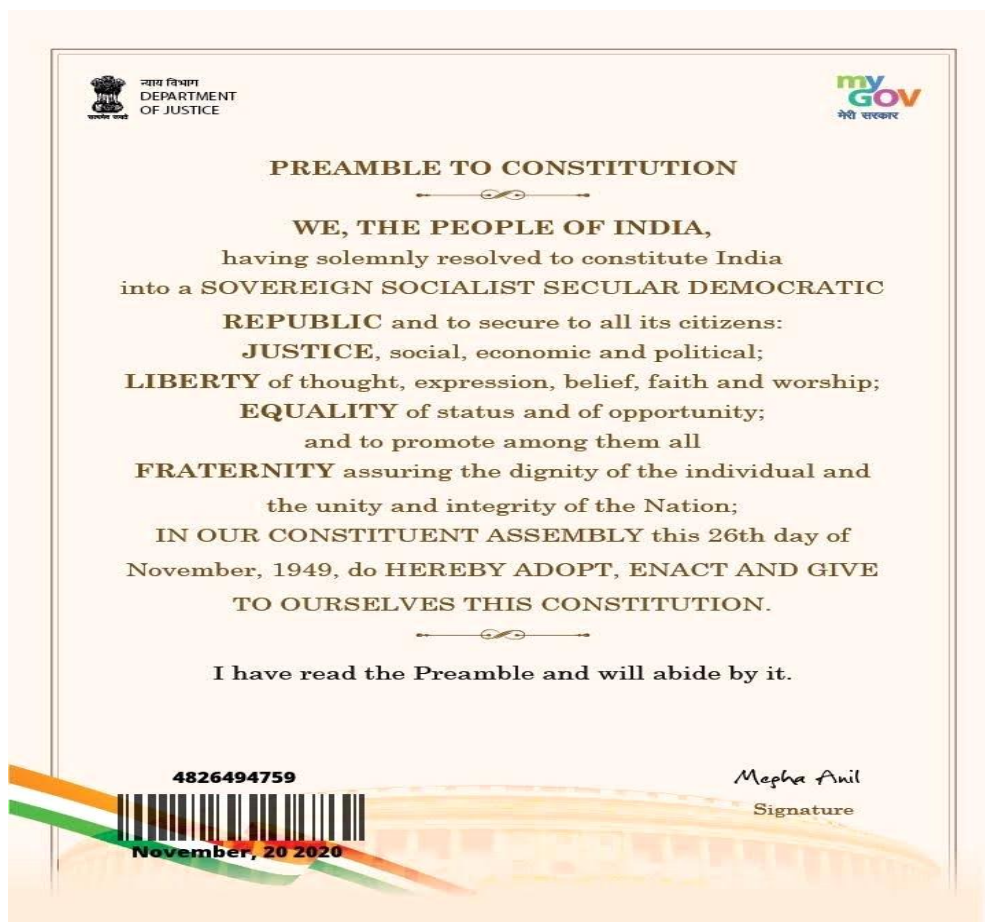 न्याय विभाग
DEPARTMENT
OF JUSTICE
सत्यमेव जयते
my
GOV
मेरी सरकार
PREAMBLE TO CONSTITUTION
WE, THE PEOPLE OF INDIA,
having solemnly resolved to constitute India
into a SOVEREIGN SOCIALIST SECULAR DEMOCRATIC
REPUBLIC and to secure to all its citizens:
JUSTICE, social, economic and political;
LIBERTY of thought, expression, belief, faith and worship;
EQUALITY of status and of opportunity;
and to promote among them all
FRATERNITY assuring the dignity of the individual and
the unity and integrity of the Nation;
IN OUR CONSTITUENT ASSEMBLY this 26th day of
November, 1949, do HEREBY ADOPT, ENACT AND GIVE
TO OURSELVES THIS CONSTITUTION.
I have read the Preamble and will abide by it.
4826494759
November, 20 2020
Megha Anil
Signature